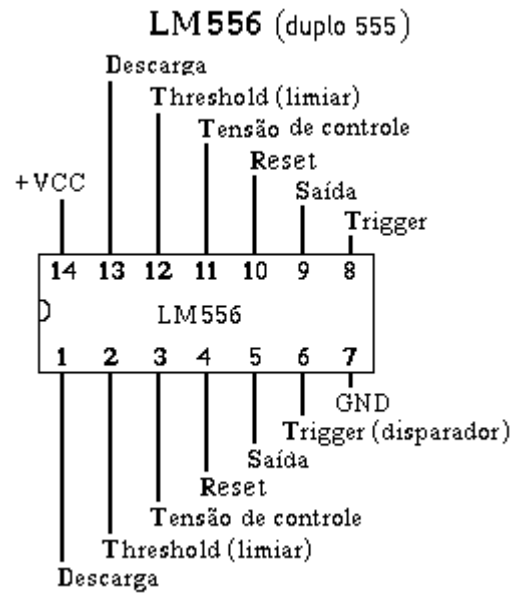 LM556 (duplo 555)
Descarga
Threshold (limiar)
Tensão de controle
Reset
Saída
+VCC
Trigger
14 13 12 11 10 9 8
LM556
1 2 3 4 5 6 7
GND
Trigger (disparador)
Saída
Reset
Tensão de controle
Threshold (limiar)
Descarga